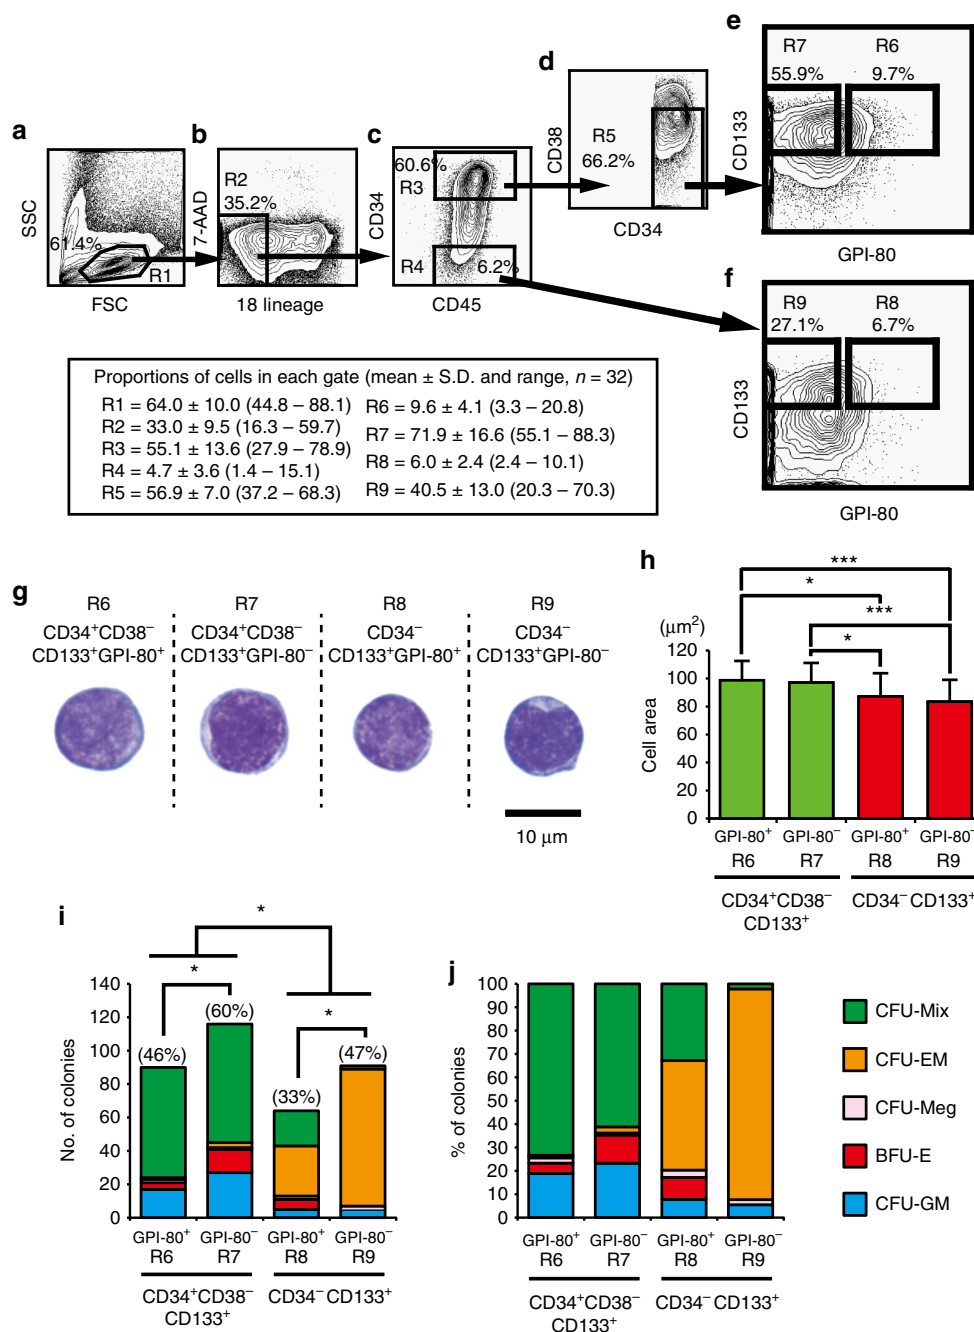 a
SSC
61.4%
R1
FSC
b
7-AAD
R2
35.2%
18 lineage
c
CD34
60.6%
R3
R4
6.2%
CD45
d
CD38
R5
66.2%
CD34
e
CD133
R7
55.9%
R6
9.7%
GPI-80
f
CD133
R9
27.1%
R8
6.7%
GPI-80
Proportions of cells in each gate (mean ± S.D. and range, n = 32)
R1 = 64.0 ± 10.0 (44.8 – 88.1)
R2 = 33.0 ± 9.5 (16.3 – 59.7)
R3 = 55.1 ± 13.6 (27.9 – 78.9)
R4 = 4.7 ± 3.6 (1.4 – 15.1)
R5 = 56.9 ± 7.0 (37.2 – 68.3)
R6 = 9.6 ± 4.1 (3.3 – 20.8)
R7 = 71.9 ± 16.6 (55.1 – 88.3)
R8 = 6.0 ± 2.4 (2.4 – 10.1)
R9 = 40.5 ± 13.0 (20.3 – 70.3)
g
R6
CD34⁺CD38⁻
CD133⁺GPI-80⁺
R7
CD34⁺CD38⁻
CD133⁺GPI-80⁻
R8
CD34⁻
CD133⁺GPI-80⁺
R9
CD34⁻
CD133⁺GPI-80⁻
10 μm
h
***
*
***
*
(μm²)
120
100
80
60
40
20
0
Cell area
GPI-80⁺ GPI-80⁻ GPI-80⁺ GPI-80⁻
R6 R7 R8 R9
CD34⁺CD38⁻
CD133⁺
CD34⁻ CD133⁺
i
*
*
*
(46%)
(60%)
(33%)
(47%)
140
120
100
80
60
40
20
0
No. of colonies
GPI-80⁺ GPI-80⁻ GPI-80⁺ GPI-80⁻
R6 R7 R8 R9
CD34⁺CD38⁻
CD133⁺
CD34⁻ CD133⁺
j
100
90
80
70
60
50
40
30
20
10
0
% of colonies
GPI-80⁺ GPI-80⁻ GPI-80⁺ GPI-80⁻
R6 R7 R8 R9
CD34⁺CD38⁻
CD133⁺
CD34⁻ CD133⁺
CFU-Mix
CFU-EM
CFU-Meg
BFU-E
CFU-GM